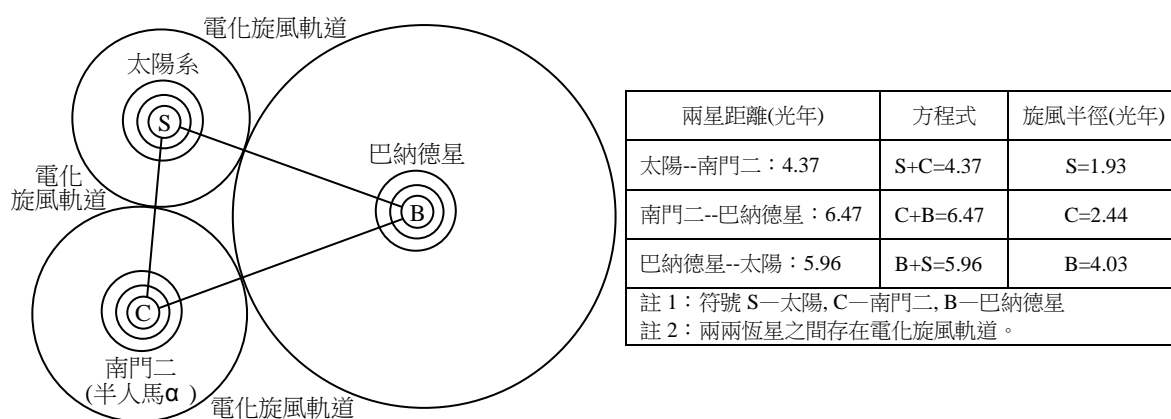 電化旋風軌道
太陽系
S
電化
旋風軌道
巴納德星
B
C
南門二
(半人馬α )
電化旋風軌道
兩星距離(光年) 方程式 旋风半徑(光年)
太陽--南門二：4.37 S+C=4.37 S=1.93
南門二--巴納德星：6.47 C+B=6.47 C=2.44
巴納德星--太陽：5.96 B+S=5.96 B=4.03
註 1：符號 S—太陽, C—南門二, B—巴納德星
註 2：兩兩恆星之間存在電化旋風軌道。